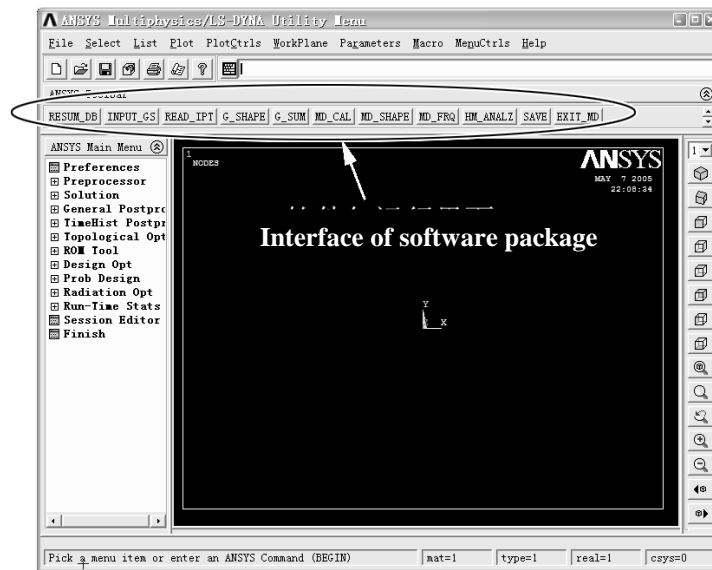 ANSYS Multiphysics/LS-DYNA Utility Menu
File Select List Plot PlotCtrls WorkPlane Parameters Macro MenuCtrls Help
ANSYS Toolbar
RESUM_DB INPUT_GS READ_IPT G_SHAPE G_SUM MD_CAL MD_SHAPE MD_FRQ HM_ANALZ SAVE EXIT_MD
ANSYS Main Menu
Preferences
Preprocessor
Solution
General Postproc
TimeHist Postpr
Topological Opt
ROM Tool
Design Opt
Prob Design
Radiation Opt
Run-Time Stats
Session Editor
Finish
1
NODES
ANSYS
MAY 7 2005
22:08:34
Interface of software package
Y
X
1
Pick a menu item or enter an ANSYS Command (BEGIN) mat=1 type=1 real=1 csys=0